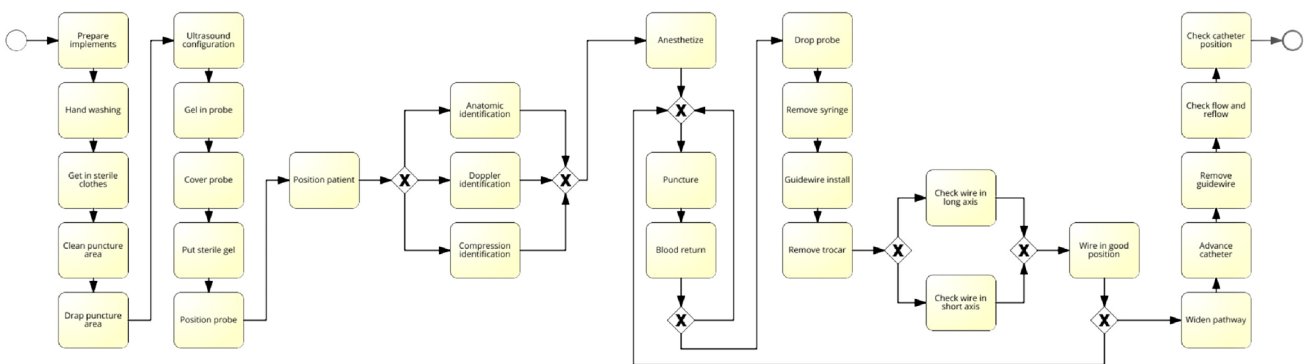 Prepare
implements
Hand washing
Get in sterile
clothes
Clean puncture
area
Drap puncture
area
Ultrasound
configuration
Gel in probe
Cover probe
Put sterile gel
Position probe
Position patient
X
Anatomic
identification
Doppler
identification
Compression
identification
X
Anesthetize
X
Puncture
Blood return
X
Drop probe
Remove syringe
Guidewire install
Remove trocar
X
Check wire in
long axis
Check wire in
short axis
X
Wire in good
position
X
Widen pathway
Advance
catheter
Remove
guidewire
Check flow and
reflow
Check catheter
position